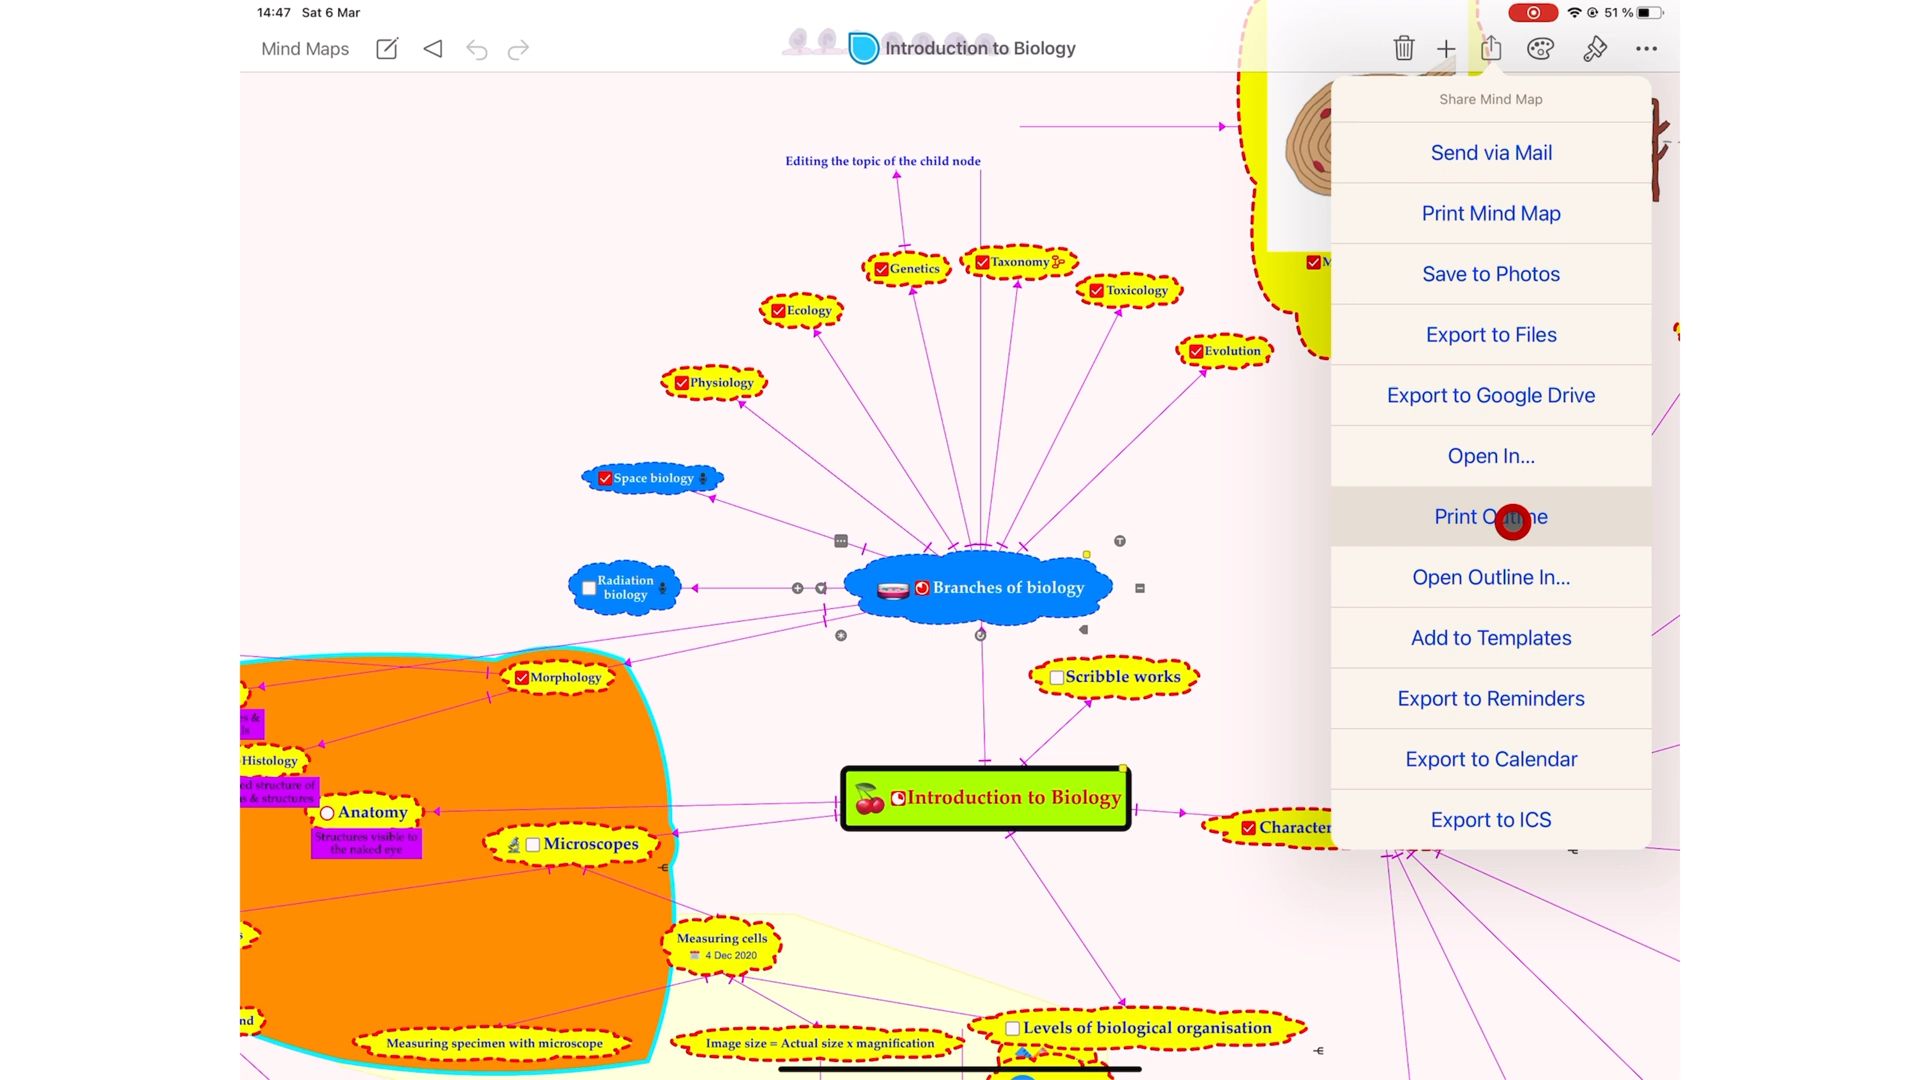 14:47 Sat 6 Mar
51 %
Mind Maps
Introduction to Biology
Share Mind Map
Send via Mail
Print Mind Map
Save to Photos
Export to Files
Export to Google Drive
Open In...
Print Outline
Open Outline In...
Add to Templates
Export to Reminders
Export to Calendar
Export to ICS
Editing the topic of the child node
Genetics
Taxonomy
Toxicology
Ecology
Evolution
Physiology
Space biology
Radiation
biology
Branches of biology
Morphology
Scribble works
Histology
ed structure of
& structures
Anatomy
Structures visible to
the naked eye
Microscopes
Introduction to Biology
Character
Measuring cells
4 Dec 2020
Levels of biological organisation
Measuring specimen with microscope
Image size = Actual size x magnification